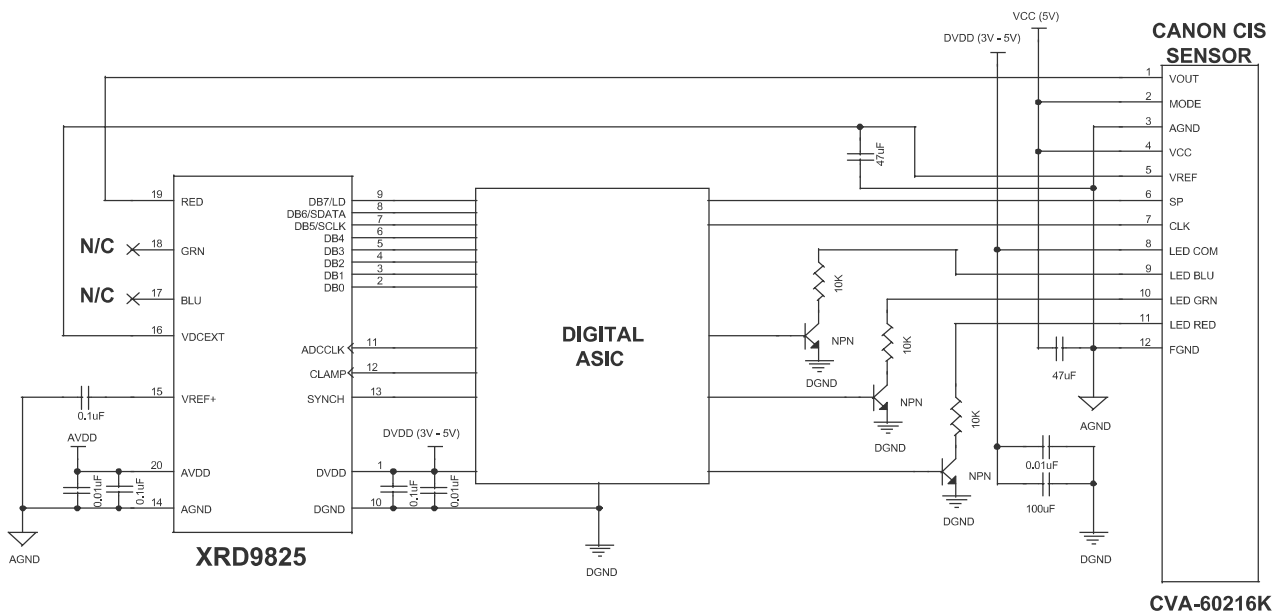 VCC (5V)
DVDD (3V - 5V)
CANON CIS
SENSOR
1 VOUT
2 MODE
3 AGND
4 VCC
5 VREF
6 SP
7 CLK
8 LED COM
9 LED BLU
10 LED GRN
11 LED RED
12 FGND
47uF
19 RED
N/C 18 GRN
N/C 17 BLU
16 VDCEXT
15 VREF+
0.1uF
AVDD
20 AVDD
0.01uF
0.1uF
14 AGND
AGND
DB7/LD 9
DB6/SDATA 8
DB5/SCLK 7
DB4 6
DB3 5
DB2 4
DB1 3
DB0 2
ADCCLK 11
CLAMP 12
SYNCH 13
DVDD (3V - 5V)
DVDD 1
0.1uF
0.01uF
DGND 10
XRD9825
DIGITAL
ASIC
DGND
10K
NPN
DGND
10K
NPN
DGND
10K
NPN
DGND
47uF
AGND
0.01uF
100uF
DGND
CVA-60216K